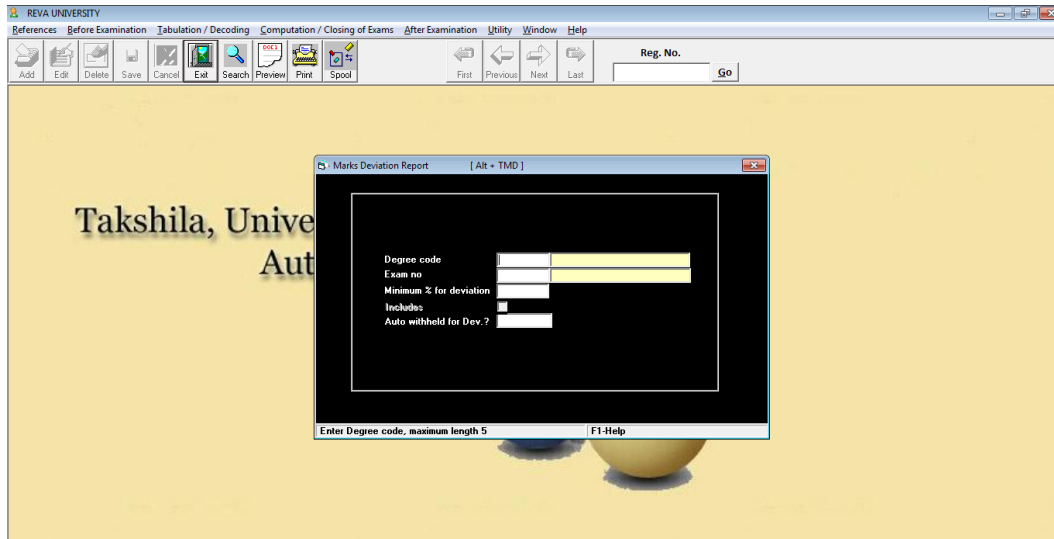 REVA UNIVERSITY
References Before Examination Tabulation / Decoding Computation / Closing of Exams After Examination Utility Window Help
Add Edit Delete Save Cancel Exit Search Preview Print Spool First Previous Next Last
DOC1
Reg. No.
Go
Takshila, Unive
Aut
Marks Deviation Report [ Alt + TMD ]
Degree code
Exam no
Minimum % for deviation
Includes
Auto withheld for Dev.?
Enter Degree code, maximum length 5 F1-Help